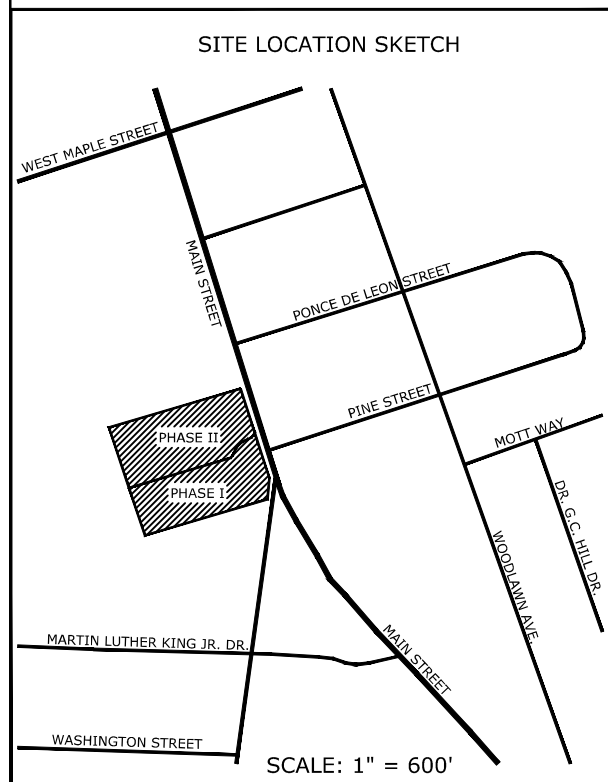 SITE LOCATION SKETCH
WEST MAPLE STREET
MAIN STREET
PONCE DE LEON STREET
PINE STREET
PHASE II
MOTT WAY
PHASE I
DR. G.C. HILL DR.
WOODLAWN AVE.
MARTIN LUTHER KING JR. DR.
MAIN STREET
WASHINGTON STREET
SCALE: 1" = 600'